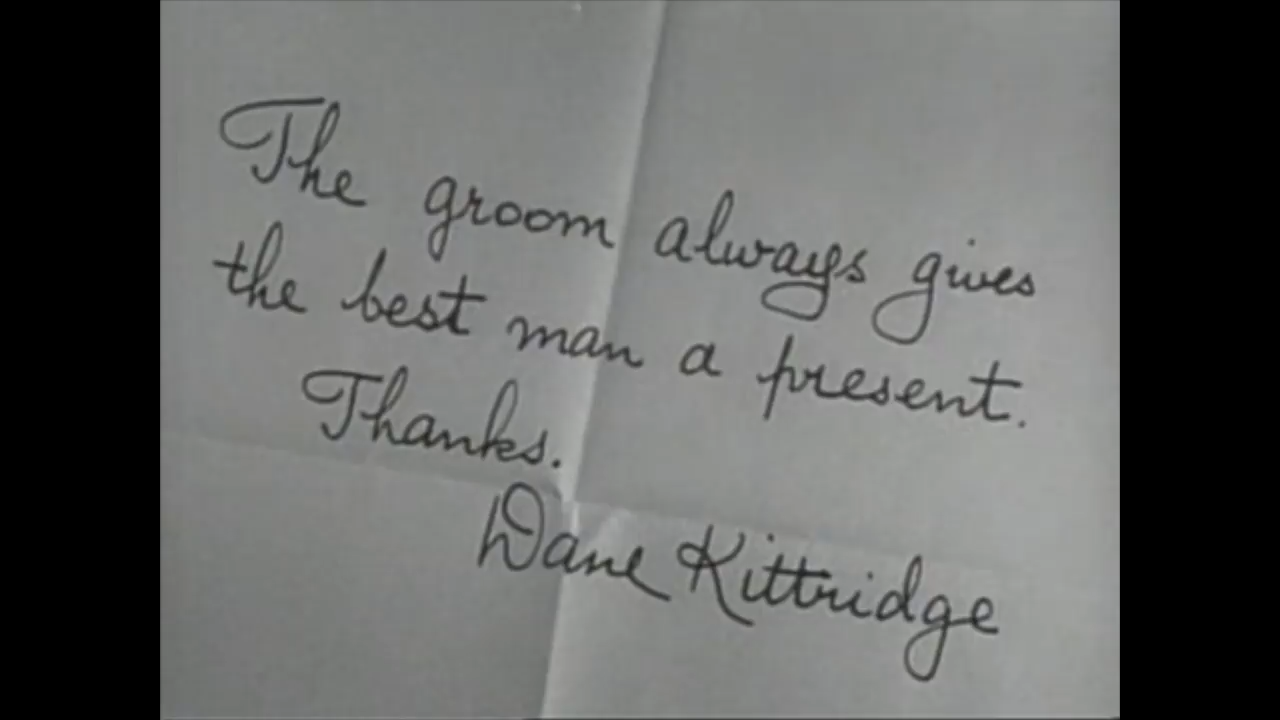 The groom always gives
the best man a present.
Thanks.
Dane Kittridge